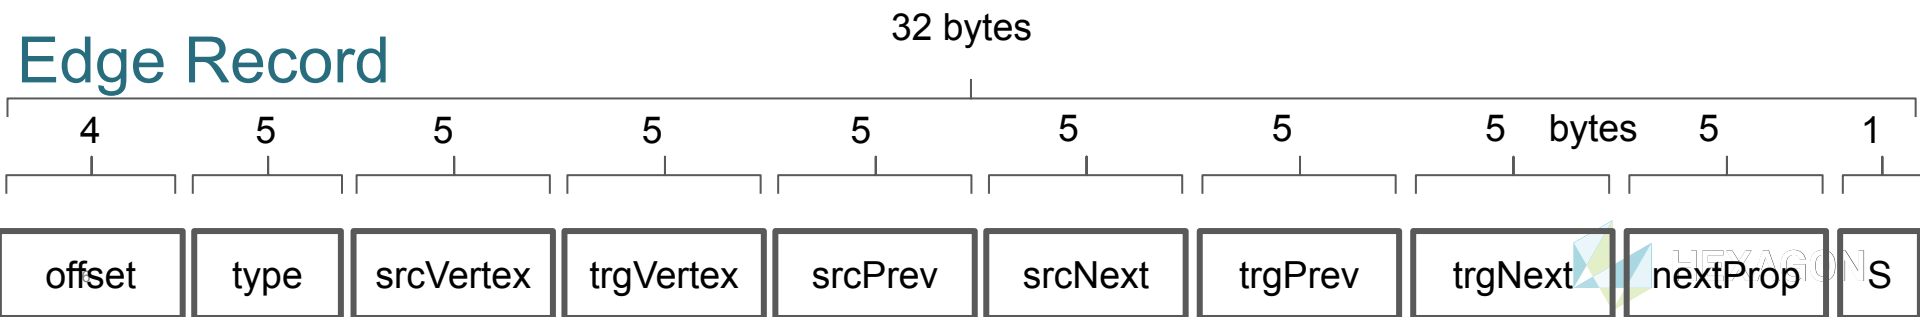 32 bytes
Edge Record
4 5 5 5 5 5 5 5 bytes 5 1
offset type srcVertex trgVertex srcPrev srcNext trgPrev trgNext nextProp S
HEXAGON